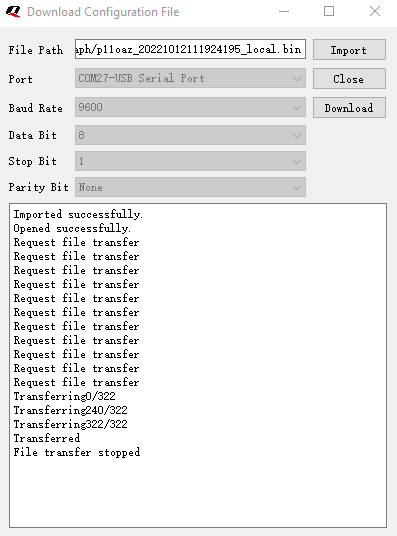 Download Configuration File
File Path aph/p11oaz_20221012111924195_local.bin Import
Port COM27-USB Serial Port Close
Baud Rate 9600 Download
Data Bit 8
Stop Bit 1
Parity Bit None
Imported successfully.
Opened successfully.
Request file transfer
Request file transfer
Request file transfer
Request file transfer
Request file transfer
Request file transfer
Request file transfer
Request file transfer
Request file transfer
Request file transfer
Request file transfer
Transferring0/322
Transferring240/322
Transferring322/322
Transferred
File transfer stopped